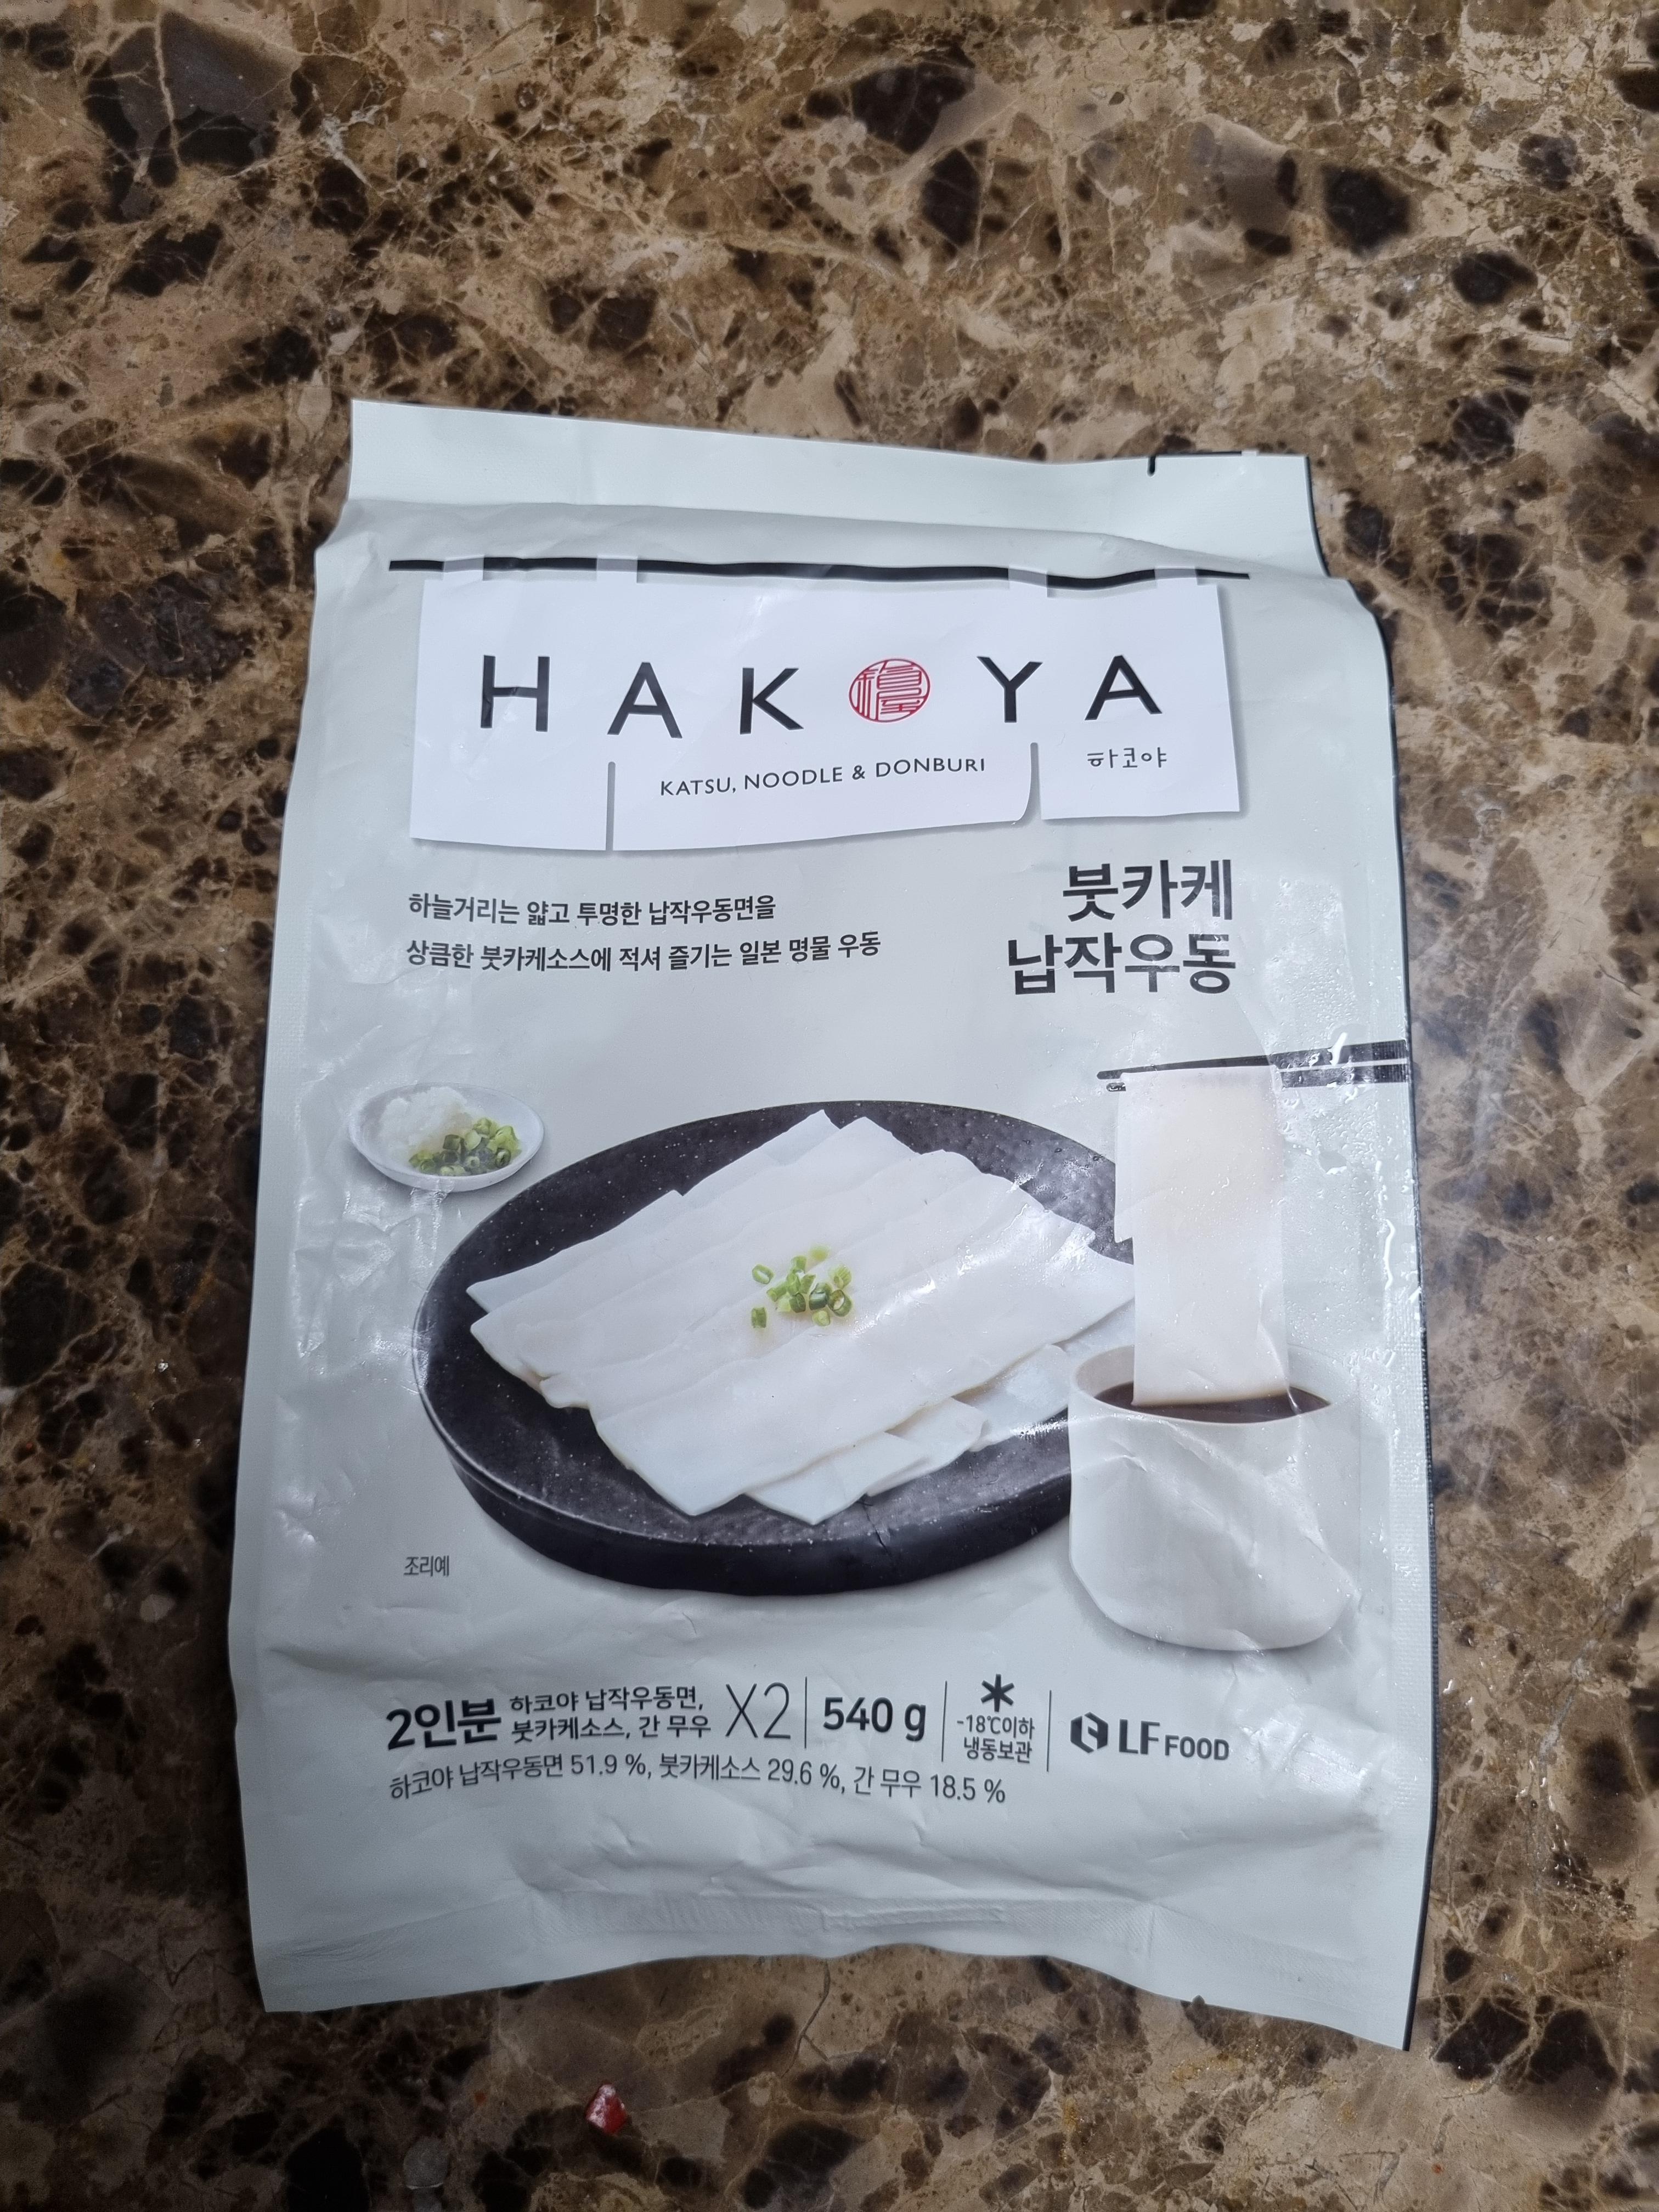 HAKOYA
KATSU, NOODLE & DONBURI
하코야
하늘거리는 얇고 투명한 납작우동면을
상큼한 붓카케소스에 적셔 즐기는 일본 명물 우동
붓카케
납작우동
조리예
2인분 하코야 납작우동면, 붓카케소스, 간 무우 X2
540 g
-18℃이하
냉동보관
LF FOOD
하코야 납작우동면 51.9 %, 붓카케소스 29.6 %, 간 무우 18.5 %